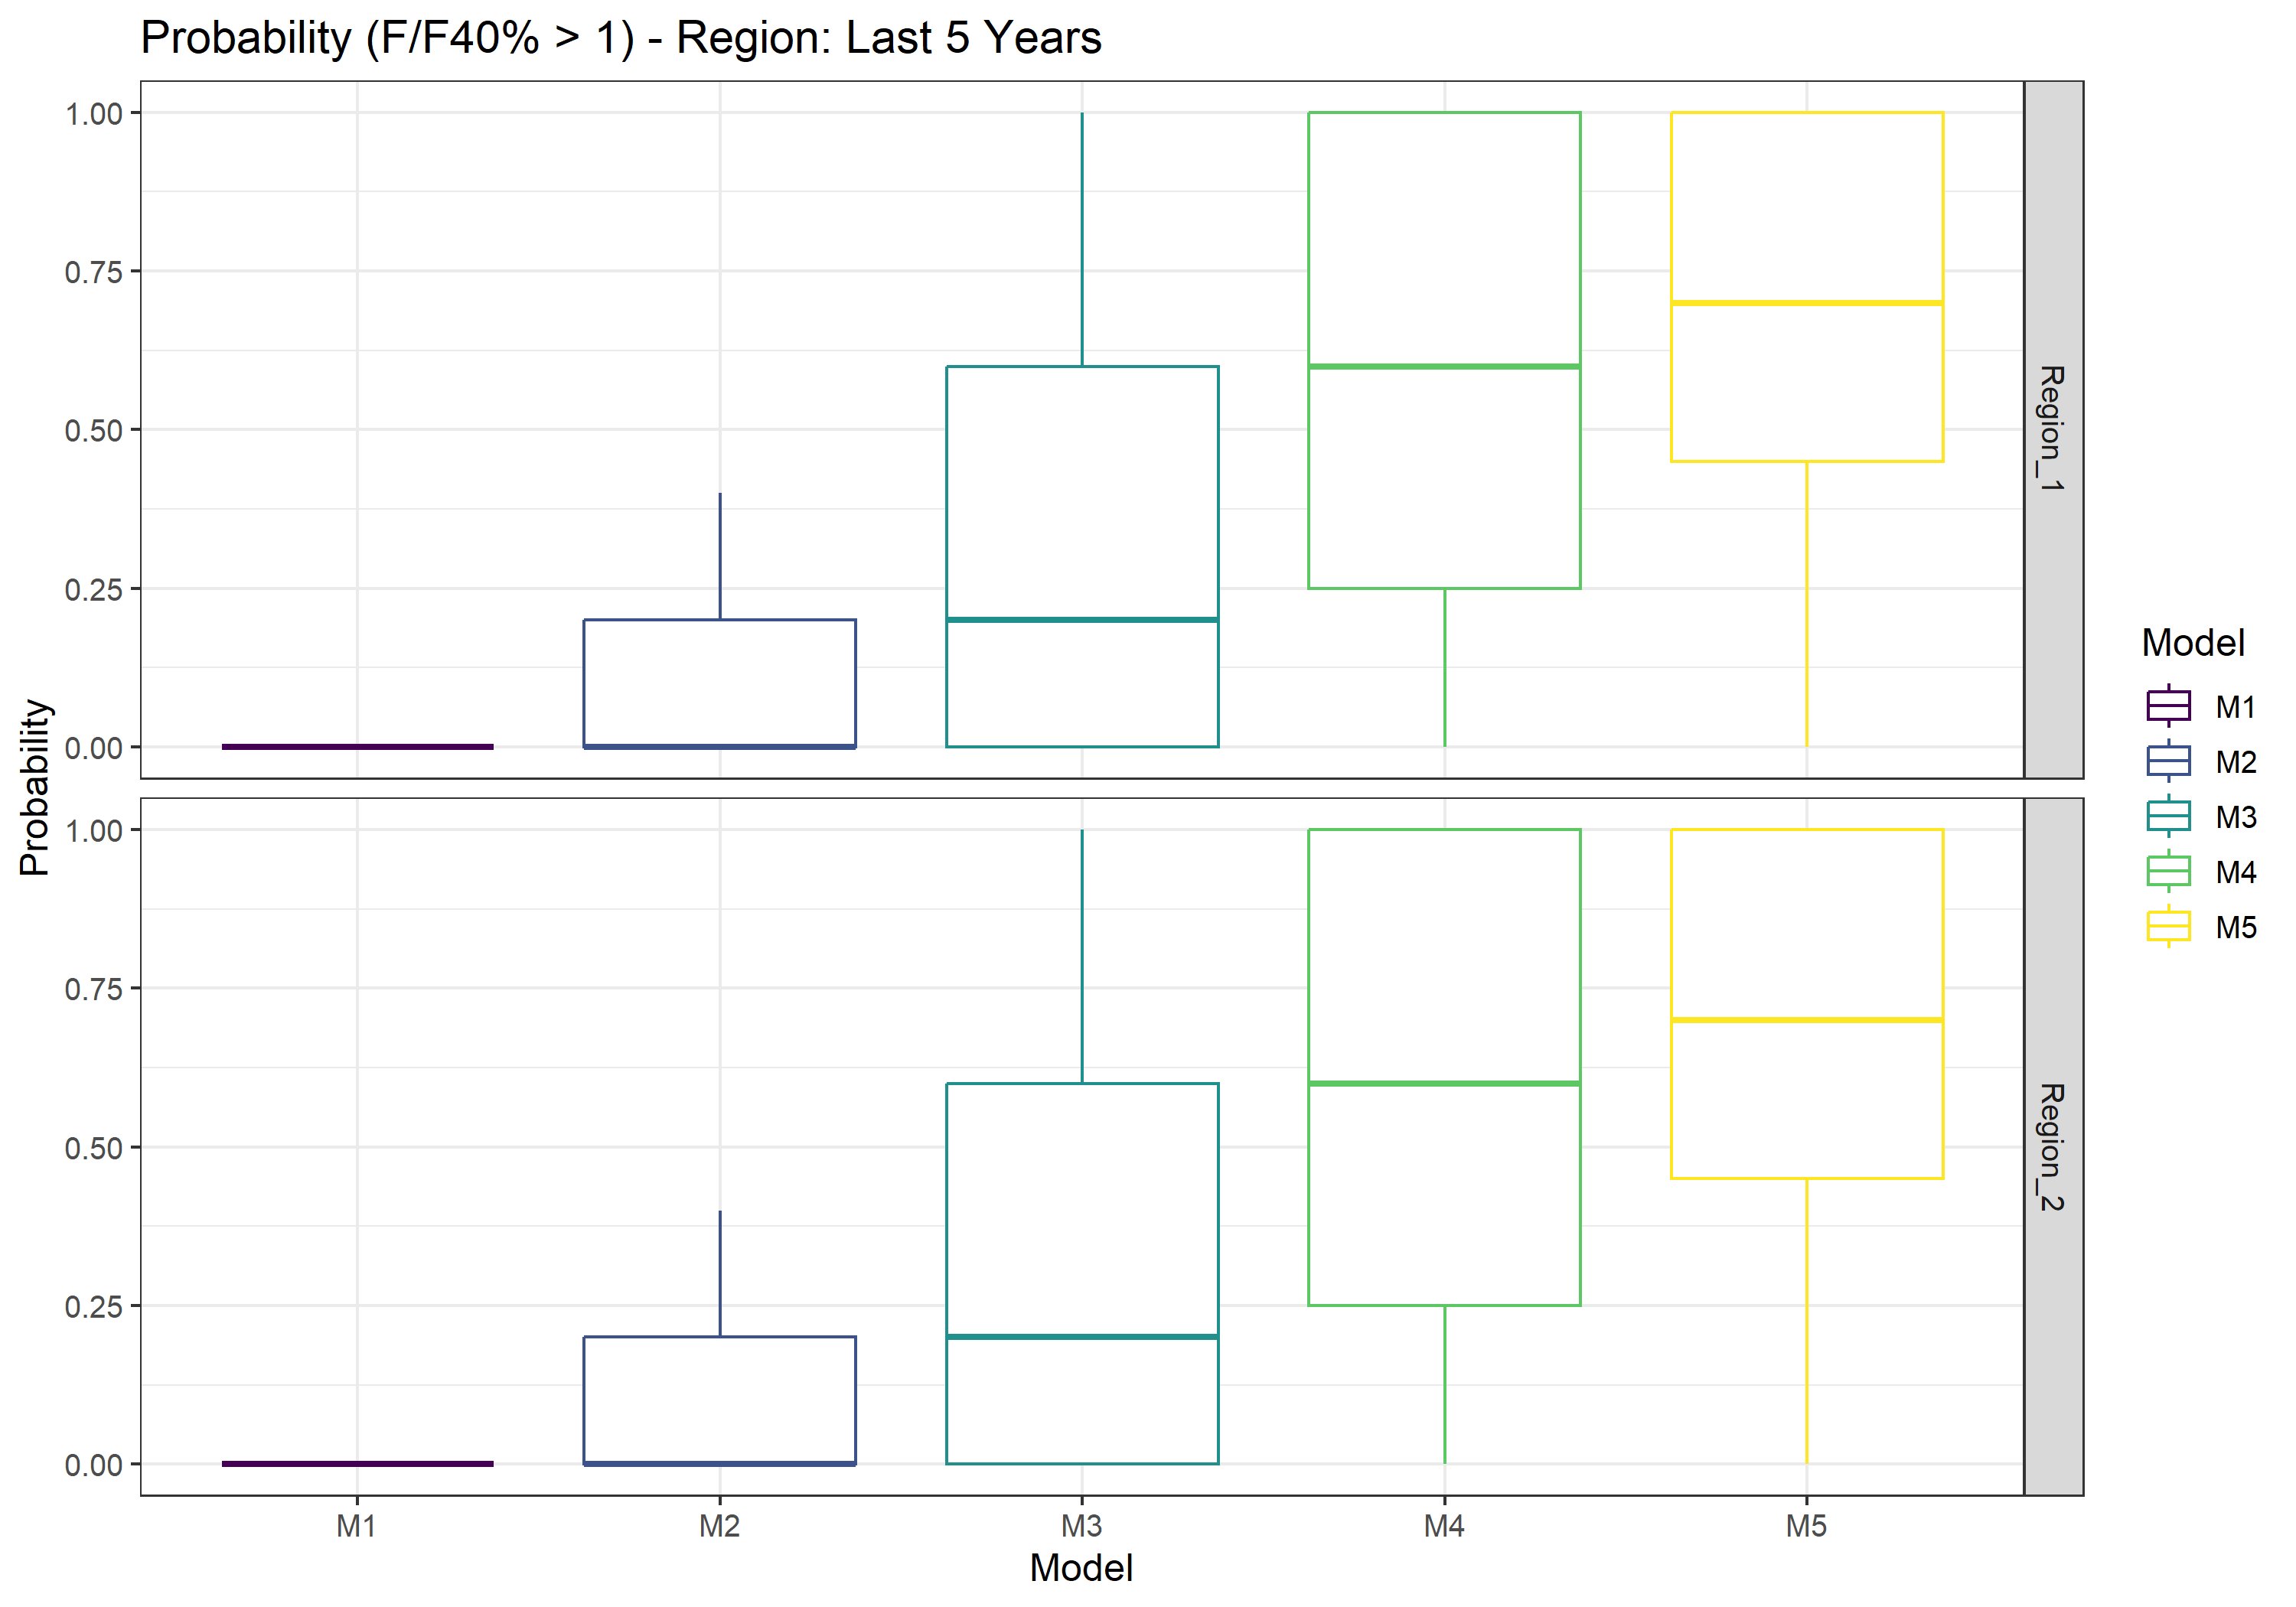 Probability (F/F40% > 1) - Region: Last 5 Years
Probability
1.00
0.75
0.50
0.25
0.00
Region_1
1.00
0.75
0.50
0.25
0.00
Region_2
M1
M2
M3
M4
M5
Model
Model
M1
M2
M3
M4
M5